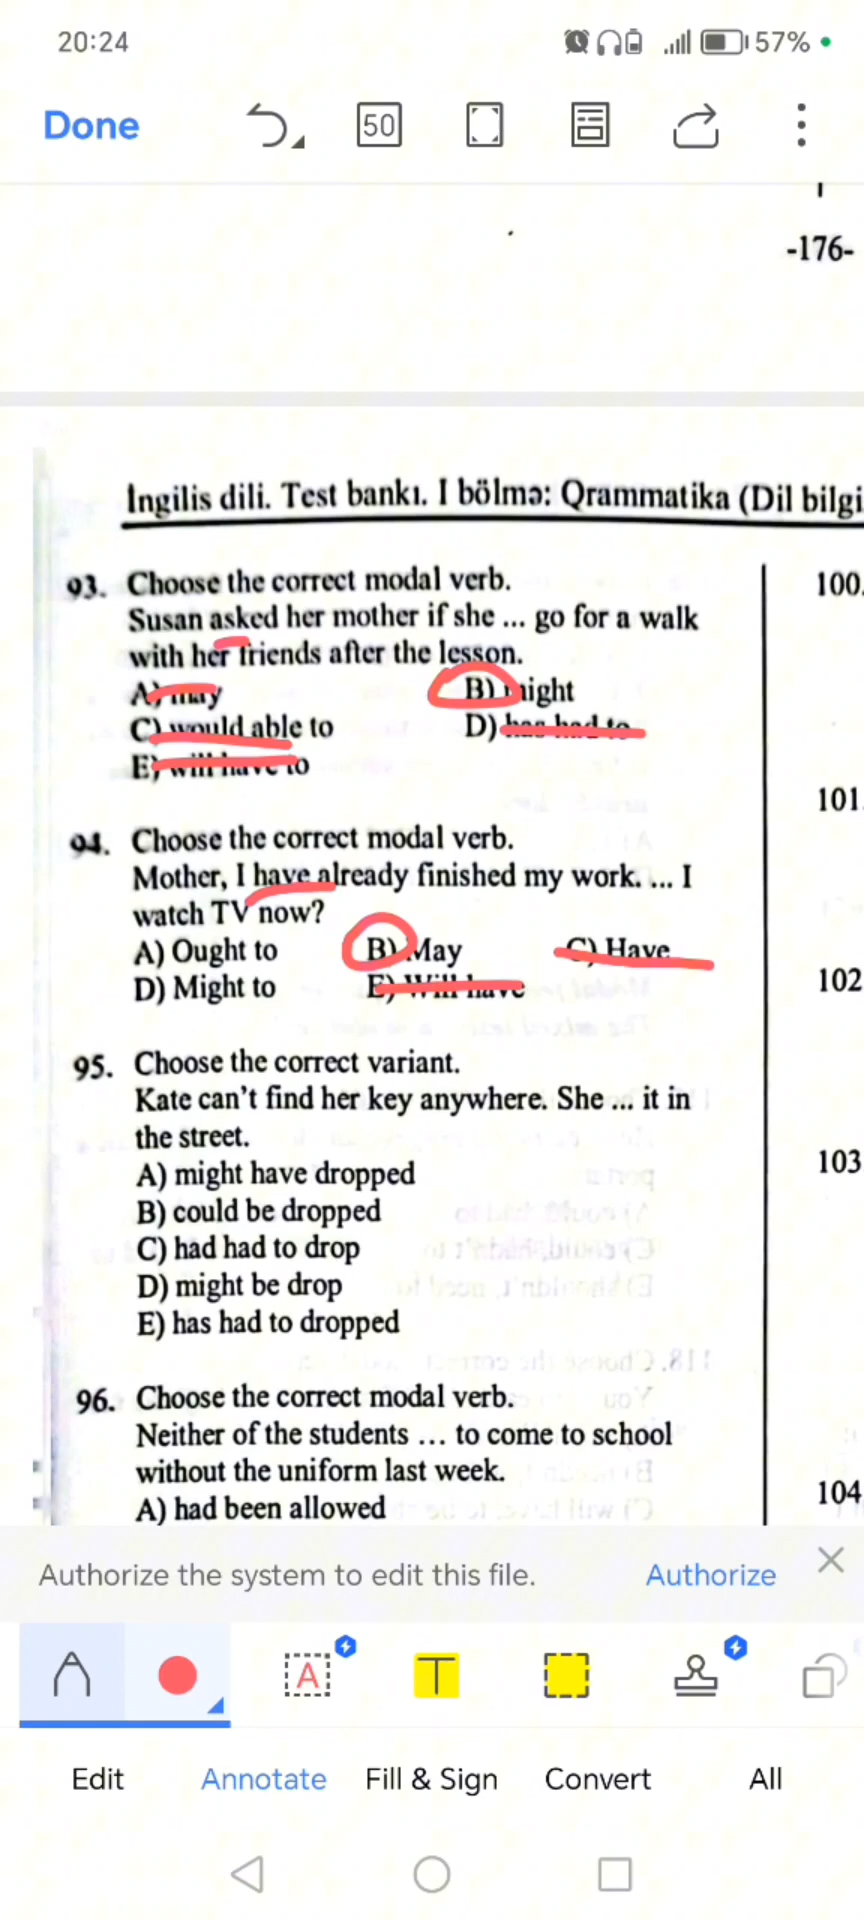 20:24
57%
Done
50
-176-
İngilis dili. Test bankı. I bölmə: Qrammatika (Dil bilgi
93. Choose the correct modal verb.
Susan asked her mother if she ... go for a walk
with her friends after the lesson.
A) may B) might
C) would able to D) has had to
E) will have to
94. Choose the correct modal verb.
Mother, I have already finished my work. ... I
watch TV now?
A) Ought to B) May C) Have
D) Might to E) Will have
95. Choose the correct variant.
Kate can't find her key anywhere. She ... it in
the street.
A) might have dropped
B) could be dropped
C) had had to drop
D) might be drop
E) has had to dropped
96. Choose the correct modal verb.
Neither of the students ... to come to school
without the uniform last week.
A) had been allowed
100.
101.
102
103
104
Authorize the system to edit this file. Authorize
A T
Edit Annotate Fill & Sign Convert All